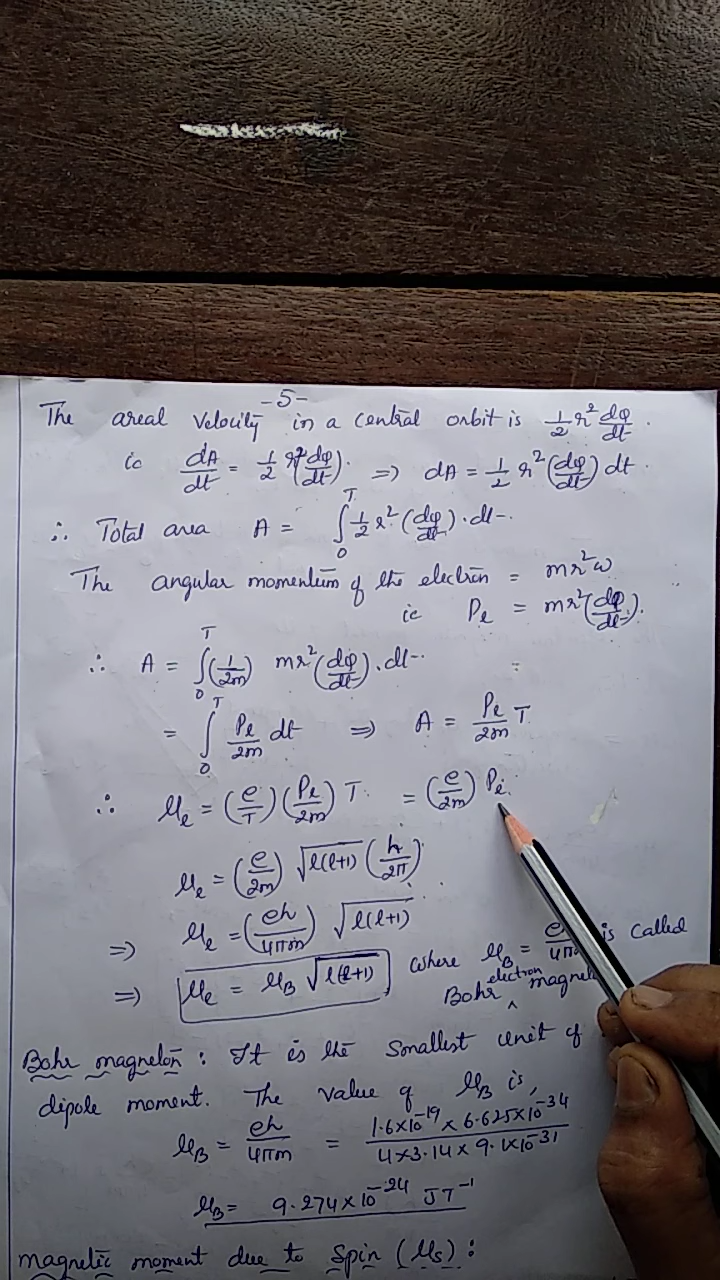 -5-
The areal Velocity in a central orbit is 1/2 r² dφ/dt.
ie dA/dt = 1/2 r²(dφ/dt). ⇒ dA = 1/2 r²(dφ/dt) dt.
∴ Total area A = ∫₀ᵀ 1/2 r² (dφ/dt).dt.
The angular momentum of the electron = mr²ω
ie Pₑ = mr²(dφ/dt).
∴ A = ∫₀ᵀ (1/2m) mr²(dφ/dt).dt.
= ∫₀ᵀ Pₑ/2m dt ⇒ A = Pₑ/2m T
∴ μₑ = (e/T)(Pₑ/2m) T. = (e/2m) Pₑ.
μₑ = (e/2m) √l(l+1) (h/2π)
⇒ μₑ = (eh/4πm) √l(l+1)
⇒ μₑ = μB √l(l+1) where μB = is called
Bohr electron
Bohr magneton : It is the Smallest unit of
dipole moment. The value of μB is,
μB = eh/4πm = 1.6×10⁻¹⁹ × 6.625×10⁻³⁴ / 4×3.14×9.1×10⁻³¹
μB = 9.274×10⁻²⁴ JT⁻¹
magnetic moment due to Spin (μs) :